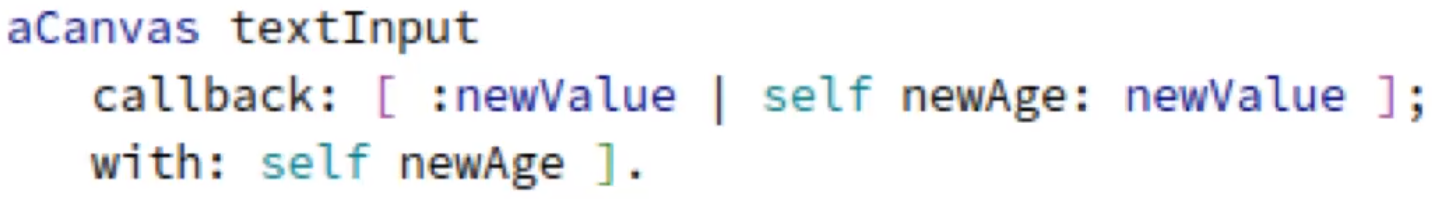 aCanvas textInput
callback: [ :newValue | self newAge: newValue ];
with: self newAge ].